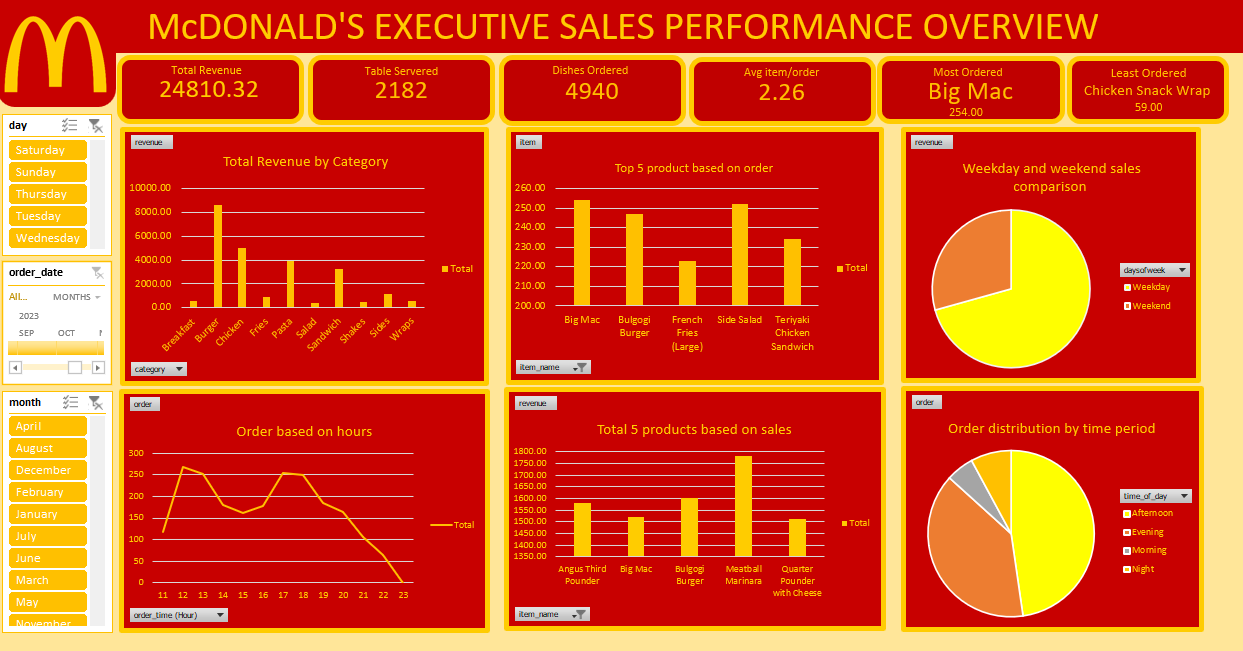 McDONALD'S EXECUTIVE SALES PERFORMANCE OVERVIEW
Total Revenue
24810.32
Table Servered
2182
Dishes Ordered
4940
Avg item/order
2.26
Most Ordered
Big Mac
254.00
Least Ordered
Chicken Snack Wrap
59.00
day
Saturday
Sunday
Thursday
Tuesday
Wednesday
order_date
All...
MONTHS
2023
SEP
OCT
month
April
August
December
February
January
July
June
March
May
November
revenue
Total Revenue by Category
10000.00
8000.00
6000.00
4000.00
2000.00
0.00
Breakfast
Burger
Chicken
Fries
Pasta
Salad
Sandwich
Shakes
Sides
Wraps
Total
category
item
Top 5 product based on order
260.00
250.00
240.00
230.00
220.00
210.00
200.00
Big Mac
Bulgogi
Burger
French
Fries
(Large)
Side Salad
Teriyaki
Chicken
Sandwich
Total
item_name
revenue
Weekday and weekend sales
comparison
daysofweek
Weekday
Weekend
order
Order based on hours
300
250
200
150
100
50
0
11 12 13 14 15 16 17 18 19 20 21 22 23
Total
order_time (Hour)
revenue
Total 5 products based on sales
1800.00
1750.00
1700.00
1650.00
1600.00
1550.00
1500.00
1450.00
1400.00
1350.00
Angus Third
Pounder
Big Mac
Bulgogi
Burger
Meatball
Marinara
Quarter
Pounder
with Cheese
Total
item_name
order
Order distribution by time period
time_of_day
Afternoon
Evening
Morning
Night